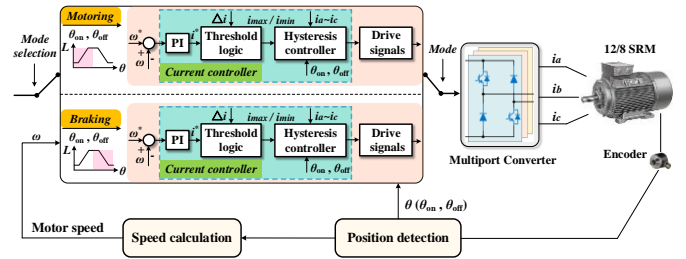 Motoring
θon , θoff
L
θ
Mode
selection
ω*
+
-
ω
PI
i*
Δi
Threshold
logic
imax / imin
ia~ic
Hysteresis
controller
θon, θoff
Current controller
Drive
signals
Mode
Multiport Converter
ia
ib
ic
12/8 SRM
Encoder
Braking
θon , θoff
L
θ
ω
ω*
+
-
ω
PI
i*
Δi
Threshold
logic
imax / imin
ia~ic
Hysteresis
controller
θon, θoff
Current controller
Drive
signals
θ (θon , θoff)
Motor speed
Speed calculation
Position detection